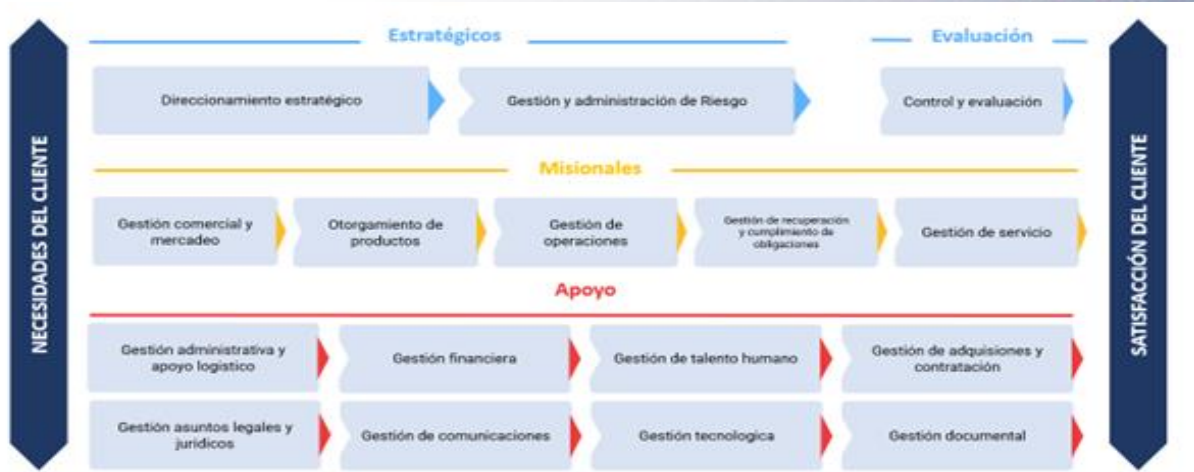 Estratégicos
Evaluación
NECESIDADES DEL CLIENTE
Direccionamiento estratégico
Gestión y administración de Riesgo
Control y evaluación
SATISFACCIÓN DEL CLIENTE
Misionales
Gestión comercial y
mercadeo
Otorgamiento de
productos
Gestión de
operaciones
Gestión de recuperación
y cumplimiento de
obligaciones
Gestión de servicio
Apoyo
Gestión administrativa y
apoyo logístico
Gestión financiera
Gestión de talento humano
Gestión de adquisiones y
contratación
Gestión asuntos legales y
jurídicos
Gestión de comunicaciones
Gestión tecnologica
Gestión documental